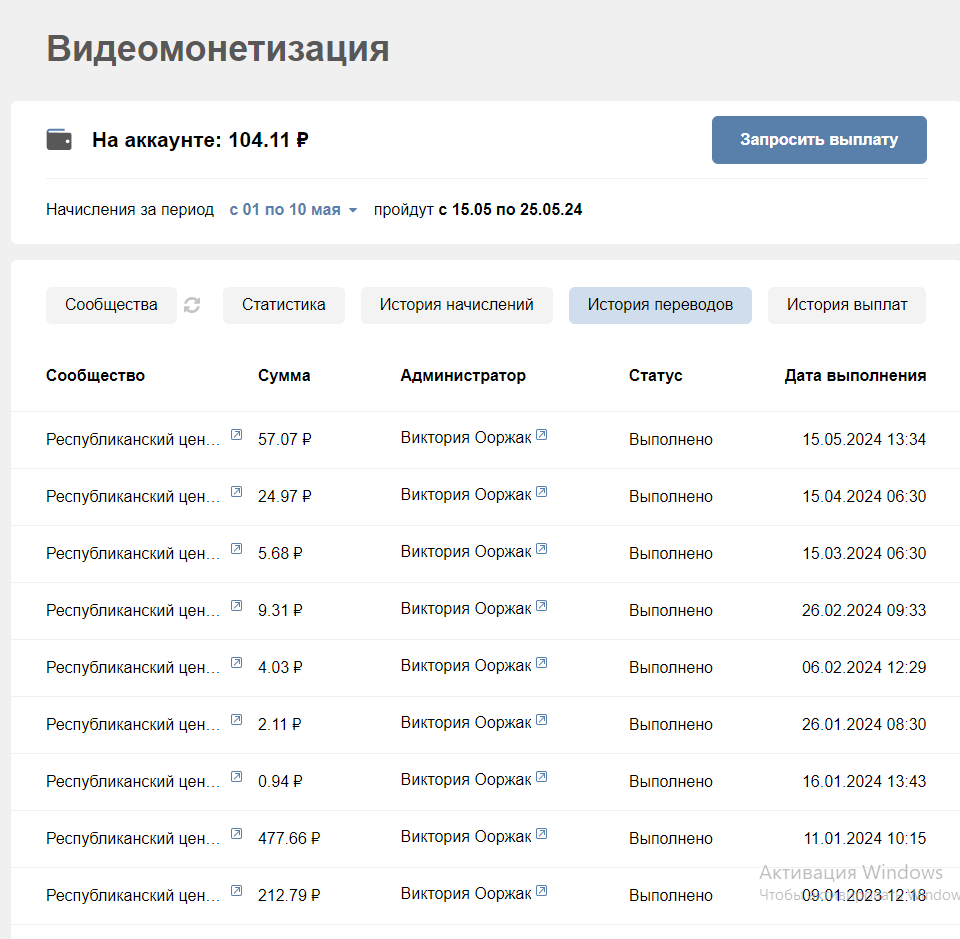 Видеомонетизация
На аккаунте: 104.11 ₽
Запросить выплату
Начисления за период с 01 по 10 мая пройдут с 15.05 по 25.05.24
Сообщества Статистика История начислений История переводов История выплат
Сообщество Сумма Администратор Статус Дата выполнения
Республиканский цен... 57.07 ₽ Виктория Ооржак Выполнено 15.05.2024 13:34
Республиканский цен... 24.97 ₽ Виктория Ооржак Выполнено 15.04.2024 06:30
Республиканский цен... 5.68 ₽ Виктория Ооржак Выполнено 15.03.2024 06:30
Республиканский цен... 9.31 ₽ Виктория Ооржак Выполнено 26.02.2024 09:33
Республиканский цен... 4.03 ₽ Виктория Ооржак Выполнено 06.02.2024 12:29
Республиканский цен... 2.11 ₽ Виктория Ооржак Выполнено 26.01.2024 08:30
Республиканский цен... 0.94 ₽ Виктория Ооржак Выполнено 16.01.2024 13:43
Республиканский цен... 477.66 ₽ Виктория Ооржак Выполнено 11.01.2024 10:15
Активация Windows
Республиканский цен... 212.79 ₽ Виктория Ооржак Выполнено 09.01.2023 12:18